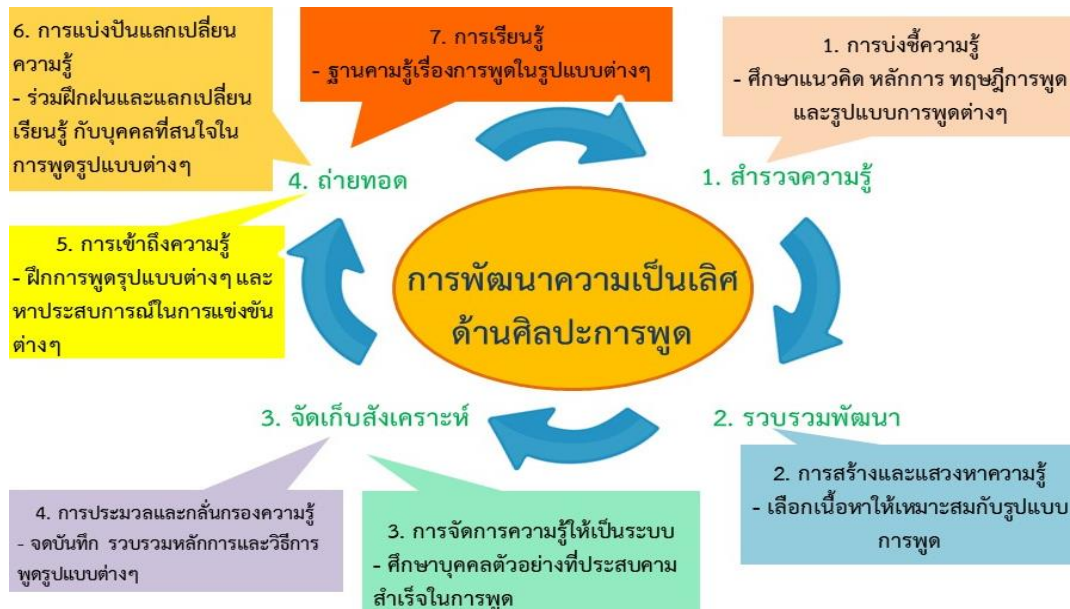 6. การแบ่งปันแลกเปลี่ยน
ความรู้
- ร่วมฝึกฝนและแลกเปลี่ยน
เรียนรู้ กับบุคคลที่สนใจใน
การพูดรูปแบบต่างๆ
7. การเรียนรู้
- ฐานคามรู้เรื่องการพูดในรูปแบบต่างๆ
1. การบ่งชี้ความรู้
- ศึกษาแนวคิด หลักการ ทฤษฎีการพูด
และรูปแบบการพูดต่างๆ
4. ถ่ายทอด
1. สำรวจความรู้
5. การเข้าถึงความรู้
- ฝึกการพูดรูปแบบต่างๆ และ
หาประสบการณ์ในการแข่งขัน
ต่างๆ
การพัฒนาความเป็นเลิศ
ด้านศิลปะการพูด
3. จัดเก็บสังเคราะห์
2. รวบรวมพัฒนา
4. การประมวลและกลั่นกรองความรู้
- จดบันทึก รวบรวมหลักการและวิธีการ
พูดรูปแบบต่างๆ
3. การจัดการความรู้ให้เป็นระบบ
- ศึกษาบุคคลตัวอย่างที่ประสบคาม
สำเร็จในการพูด
2. การสร้างและแสวงหาความรู้
- เลือกเนื้อหาให้เหมาะสมกับรูปแบบ
การพูด